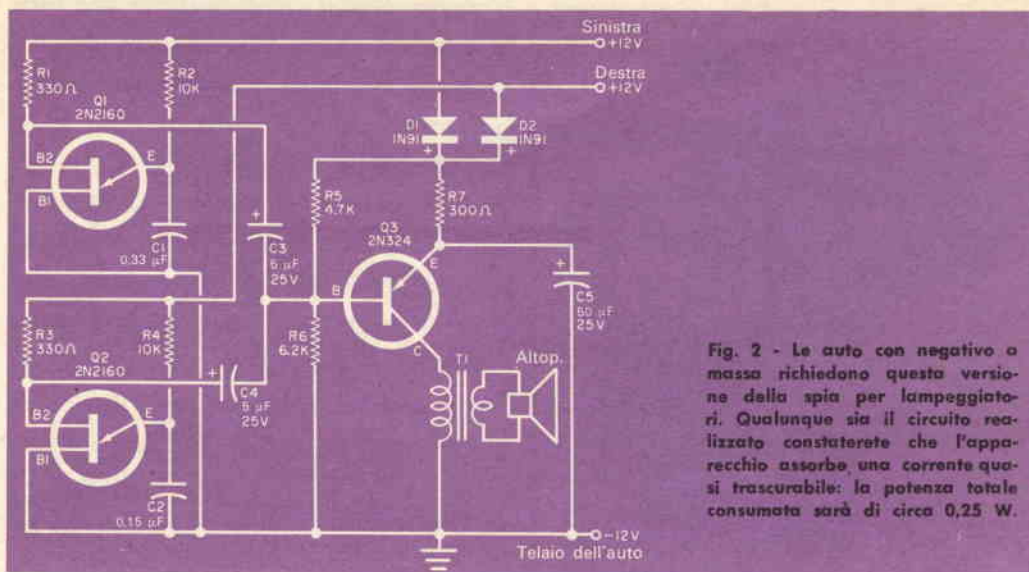 Sinistra
+12V
Destra
+12V
R1
330Ω
R2
10K
Q1
2N2160
B2
E
B1
C1
0,33 µF
+
C3
5 µF
25V
R3
330Ω
R4
10K
Q2
2N2160
B2
E
B1
C2
0,15 µF
+
C4
5 µF
25V
D1
1N91
+
D2
1N91
+
R5
4.7K
R7
300Ω
Q3
2N324
E
B
C
R6
6.2K
+
C5
50 µF
25V
T1
Altop.
-12V
Telaio dell'auto
Fig. 2 - Le auto con negativo a
massa richiedono questa versio-
ne della spia per lampeggiato-
ri. Qualunque sia il circuito rea-
lizzato constaterete che l'appa-
recchio assorbe una corrente qua-
si trascurabile: la potenza totale
consumata sarà di circa 0,25 W.